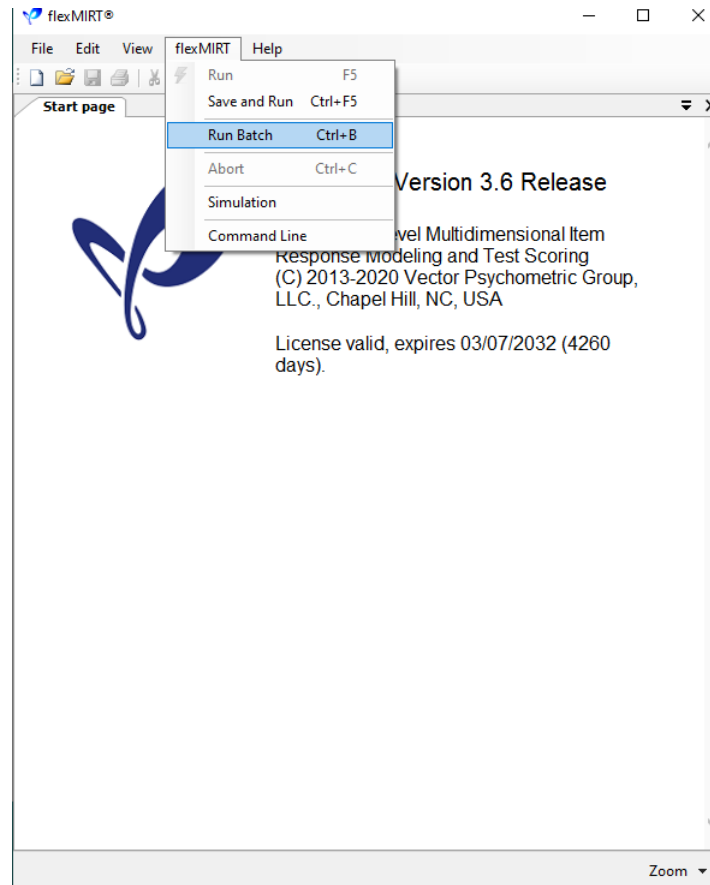 flexMIRT®
File Edit View flexMIRT Help
Run F5
Start page
Save and Run Ctrl+F5
Run Batch Ctrl+B
Abort Ctrl+C
Simulation
Command Line
Version 3.6 Release
vel Multidimensional Item
Response Modeling and Test Scoring
(C) 2013-2020 Vector Psychometric Group,
LLC., Chapel Hill, NC, USA
License valid, expires 03/07/2032 (4260
days).
Zoom